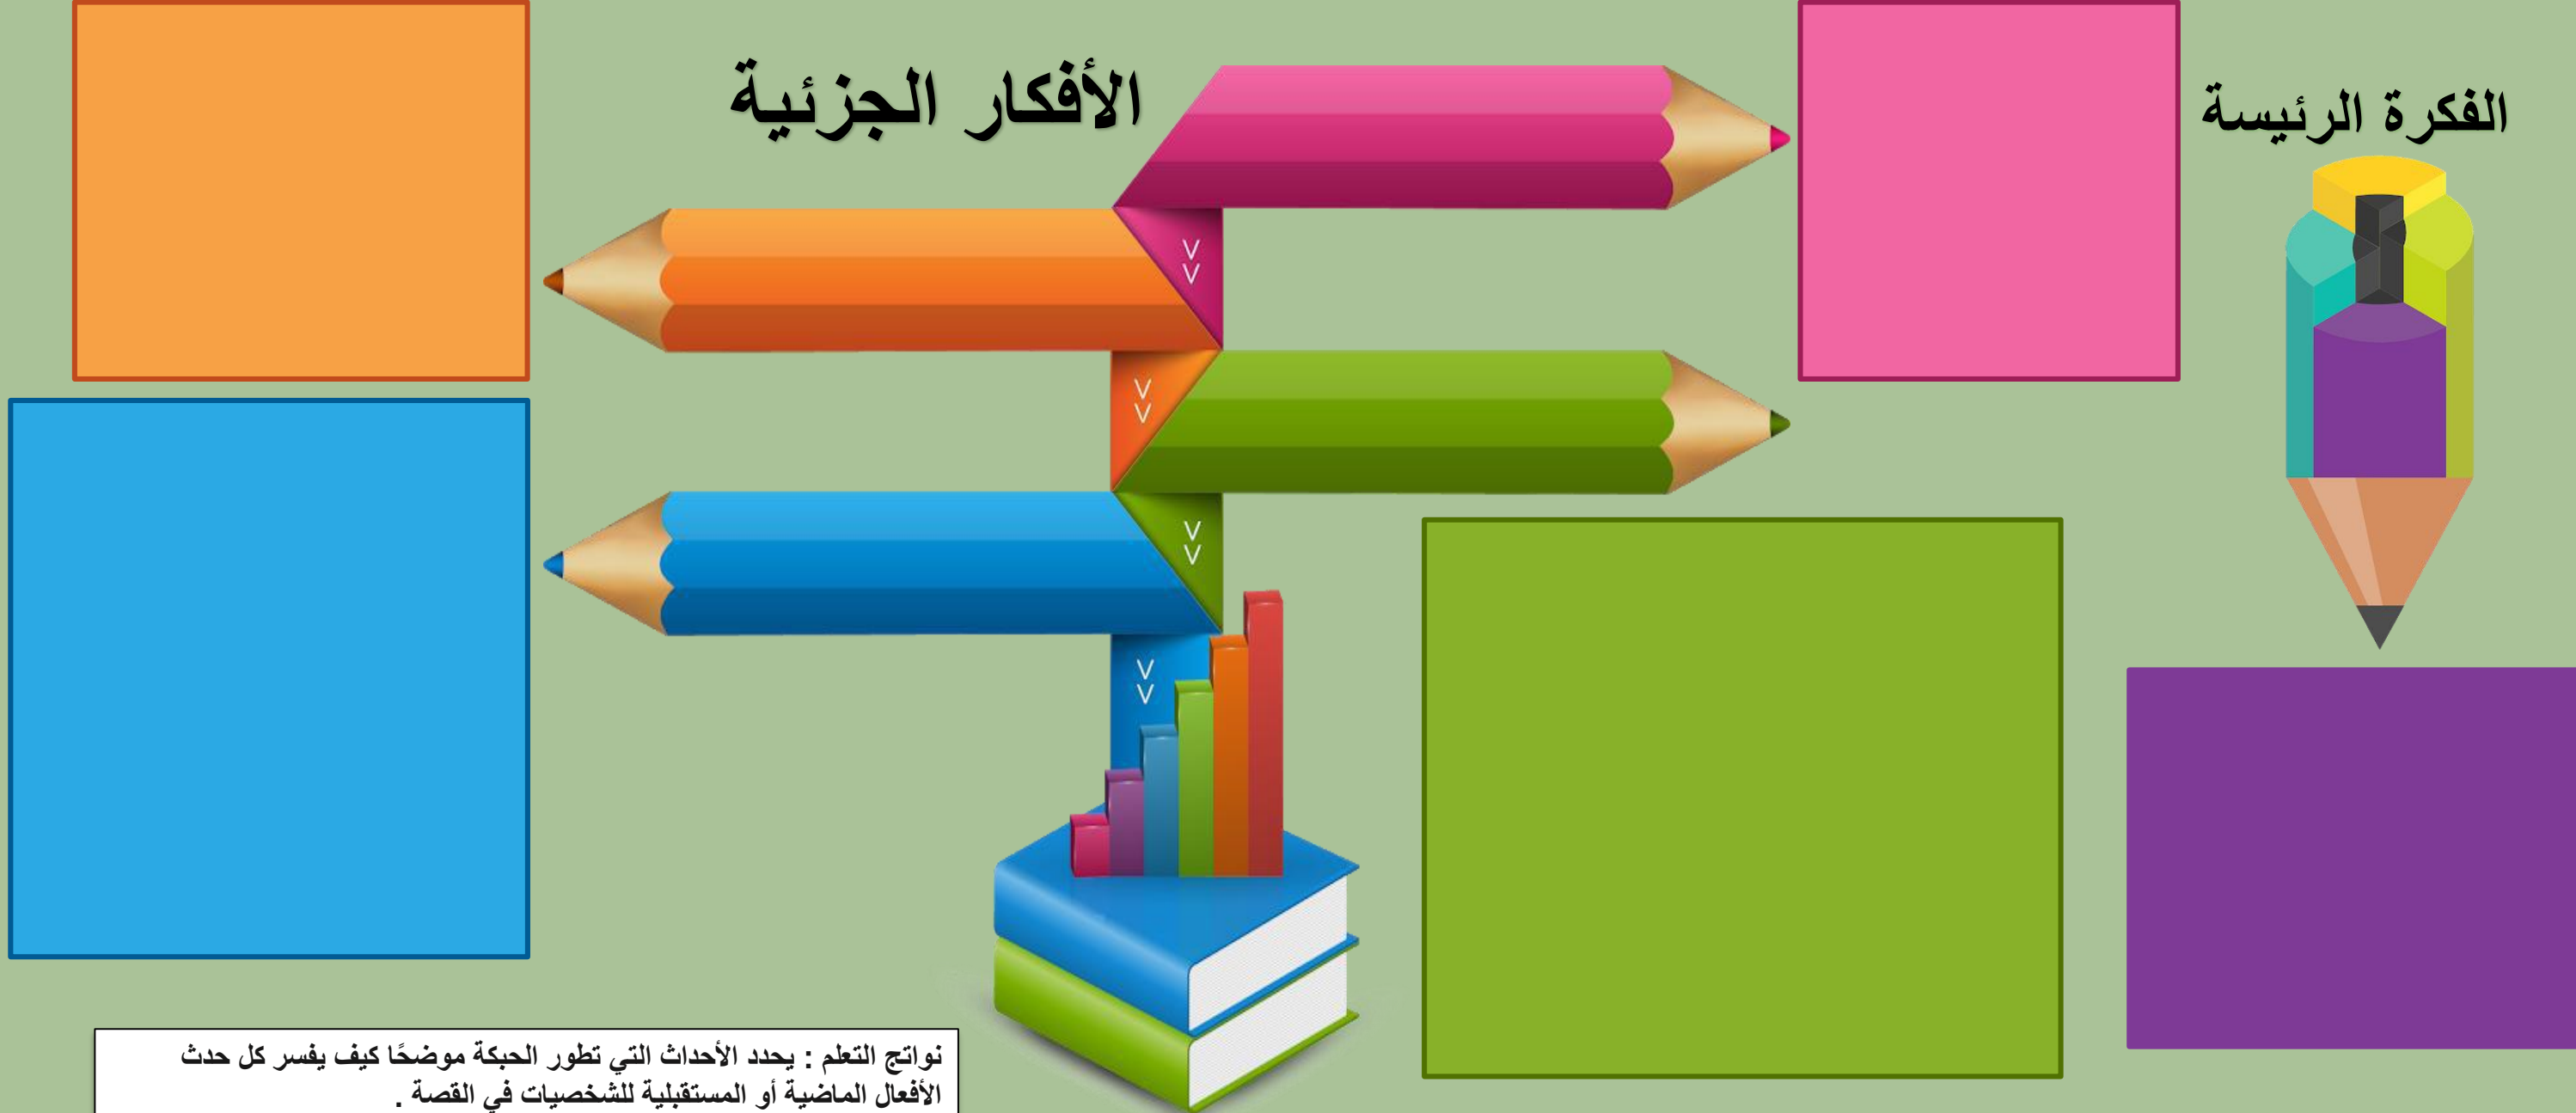 الفكرة الرئيسة
الأفكار الجزئية
نواتج التعلم : يحدد الأحداث التي تطور الحبكة موضحًا كيف يفسر كل حدث
الأفعال الماضية أو المستقبلية للشخصيات في القصة .